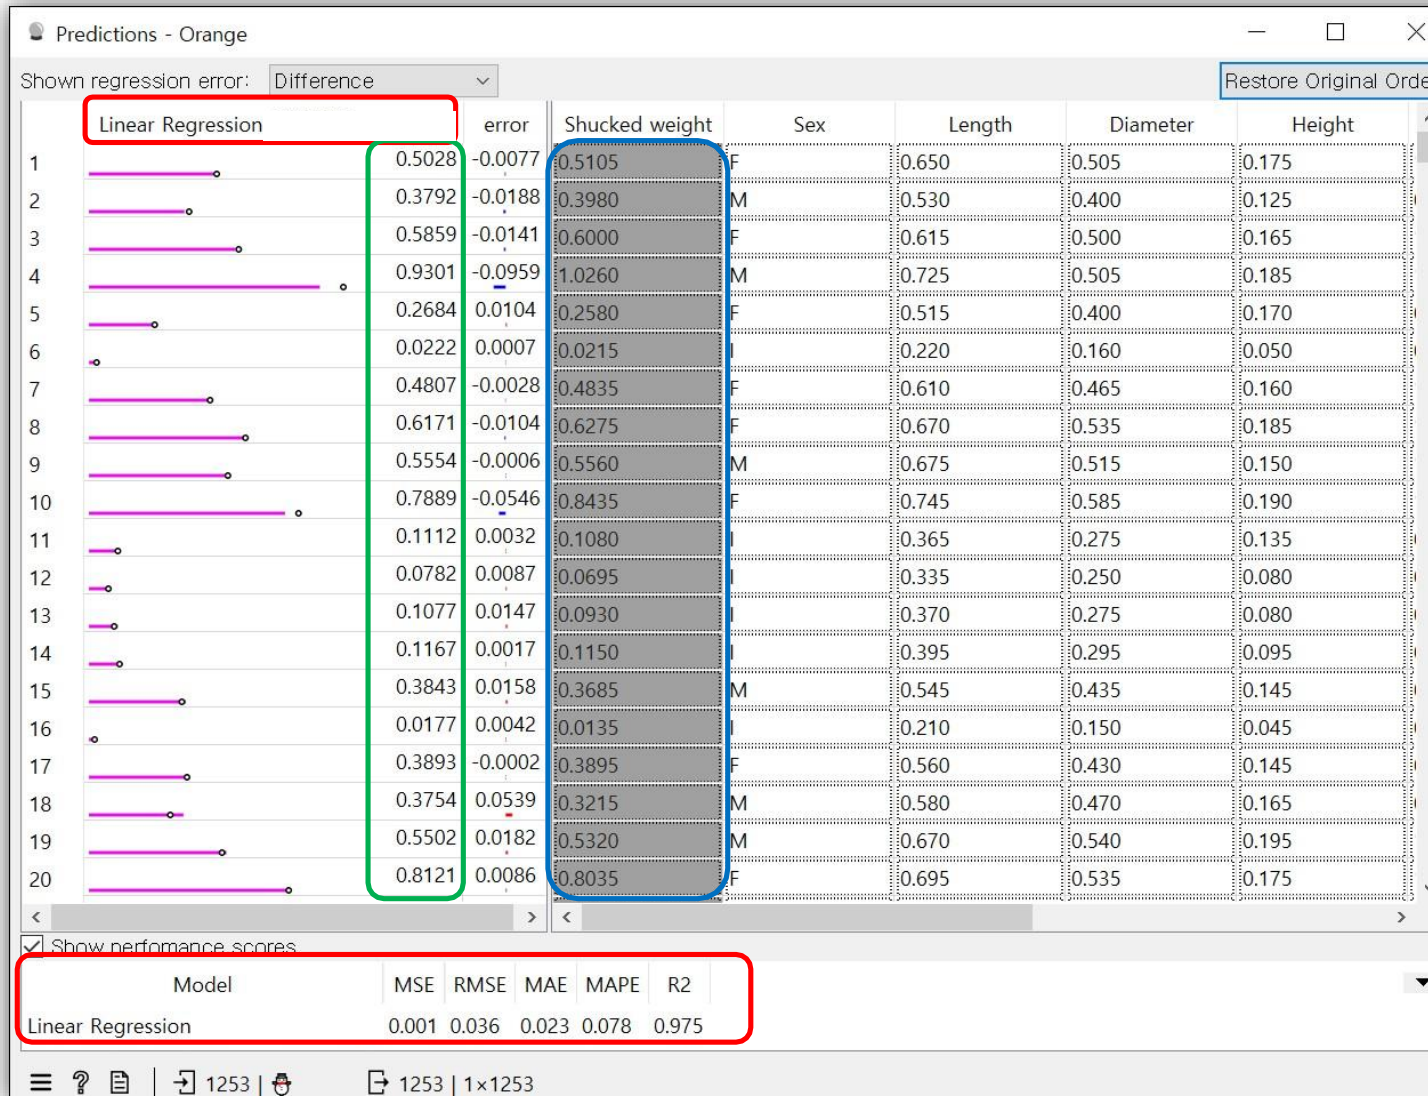 Predictions - Orange
Shown regression error: Difference Restore Original Orde
Linear Regression error Shucked weight Sex Length Diameter Height
1 0.5028 -0.0077 0.5105 F 0.650 0.505 0.175
2 0.3792 -0.0188 0.3980 M 0.530 0.400 0.125
3 0.5859 -0.0141 0.6000 F 0.615 0.500 0.165
4 0.9301 -0.0959 1.0260 M 0.725 0.505 0.185
5 0.2684 0.0104 0.2580 F 0.515 0.400 0.170
6 0.0222 0.0007 0.0215 I 0.220 0.160 0.050
7 0.4807 -0.0028 0.4835 F 0.610 0.465 0.160
8 0.6171 -0.0104 0.6275 F 0.670 0.535 0.185
9 0.5554 -0.0006 0.5560 M 0.675 0.515 0.150
10 0.7889 -0.0546 0.8435 F 0.745 0.585 0.190
11 0.1112 0.0032 0.1080 I 0.365 0.275 0.135
12 0.0782 0.0087 0.0695 I 0.335 0.250 0.080
13 0.1077 0.0147 0.0930 I 0.370 0.275 0.080
14 0.1167 0.0017 0.1150 I 0.395 0.295 0.095
15 0.3843 0.0158 0.3685 M 0.545 0.435 0.145
16 0.0177 0.0042 0.0135 I 0.210 0.150 0.045
17 0.3893 -0.0002 0.3895 F 0.560 0.430 0.145
18 0.3754 0.0539 0.3215 M 0.580 0.470 0.165
19 0.5502 0.0182 0.5320 M 0.670 0.540 0.195
20 0.8121 0.0086 0.8035 F 0.695 0.535 0.175
Show perfomance scores
Model MSE RMSE MAE MAPE R2
Linear Regression 0.001 0.036 0.023 0.078 0.975
1253 | 1253 | 1×1253